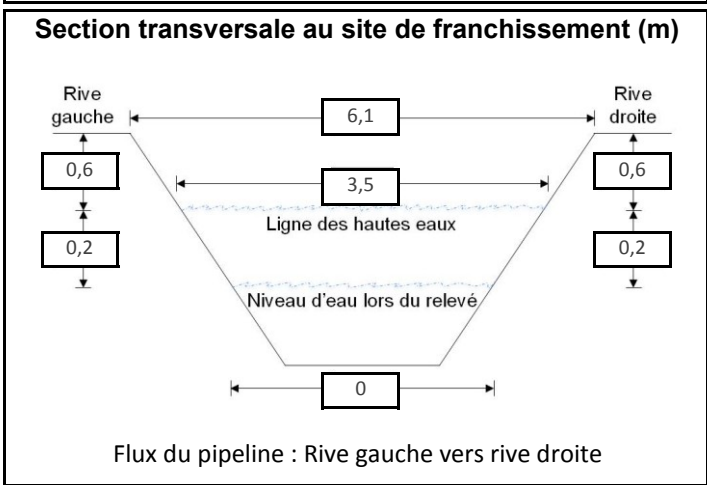 Section transversale au site de franchissement (m)
Rive
gauche
6,1
Rive
droite
0,6
3,5
0,6
Ligne des hautes eaux
0,2
0,2
Niveau d'eau lors du relevé
0
Flux du pipeline : Rive gauche vers rive droite